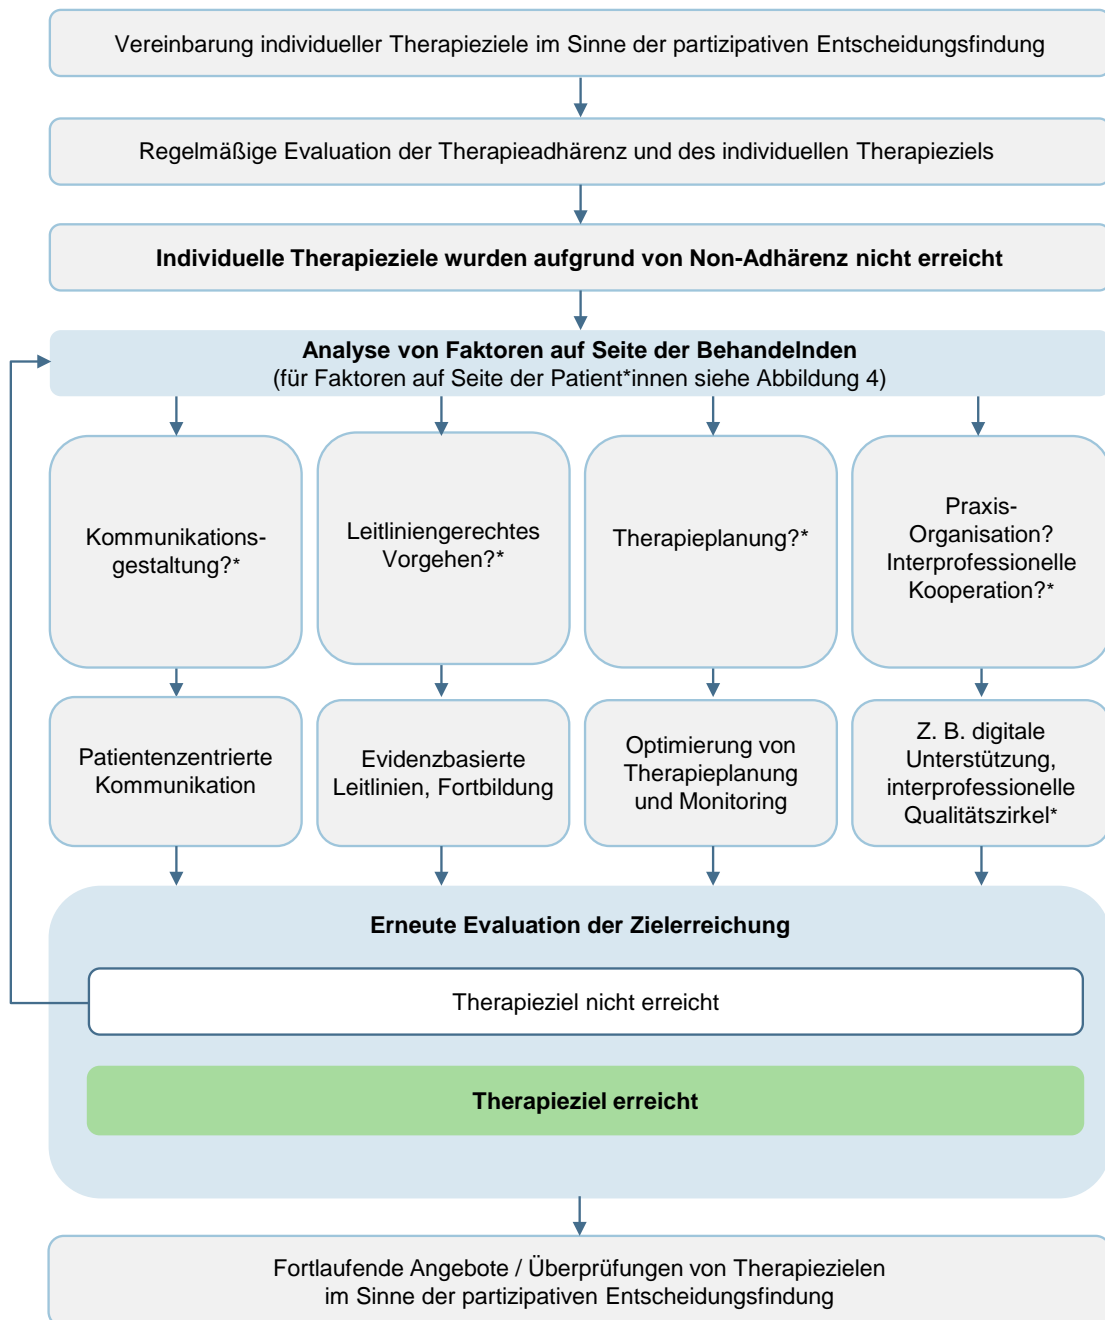 Vereinbarung individueller Therapieziele im Sinne der partizipativen Entscheidungsfindung
Regelmäßige Evaluation der Therapieadhärenz und des individuellen Therapieziels
Individuelle Therapieziele wurden aufgrund von Non-Adhärenz nicht erreicht
Analyse von Faktoren auf Seite der Behandelnden
(für Faktoren auf Seite der Patient*innen siehe Abbildung 4)
Kommunikations-
gestaltung?*
Leitliniengerechtes
Vorgehen?*
Therapieplanung?*
Praxis-
Organisation?
Interprofessionelle
Kooperation?*
Patientenzentrierte
Kommunikation
Evidenzbasierte
Leitlinien, Fortbildung
Optimierung von
Therapieplanung
und Monitoring
Z. B. digitale
Unterstützung,
interprofessionelle
Qualitätszirkel*
Erneute Evaluation der Zielerreichung
Therapieziel nicht erreicht
Therapieziel erreicht
Fortlaufende Angebote / Überprüfungen von Therapiezielen
im Sinne der partizipativen Entscheidungsfindung